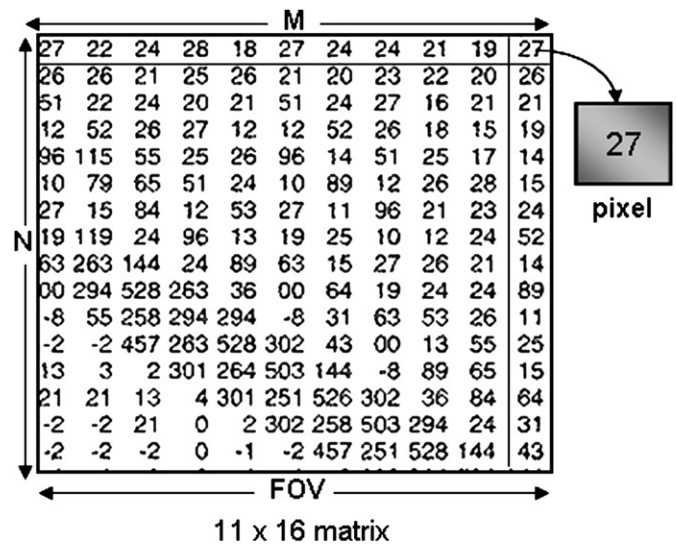 M
27 22 24 28 18 27 24 24 21 19 27
26 26 21 25 26 21 20 23 22 20 26
51 22 24 20 21 51 24 27 16 21 21
12 52 26 27 12 12 52 26 18 15 19
96 115 55 25 26 96 14 51 25 17 14
10 79 65 51 24 10 89 12 26 28 15
27 15 84 12 53 27 11 96 21 23 24
19 119 24 96 13 19 25 10 12 24 52
63 263 144 24 89 63 15 27 26 21 14
00 294 528 263 36 00 64 19 24 24 89
-8 55 258 294 294 -8 31 63 53 26 11
-2 -2 457 263 528 302 43 00 13 55 25
13 3 2 301 264 503 144 -8 89 65 15
21 21 13 4 301 251 526 302 36 84 64
-2 -2 21 0 2 302 258 503 294 24 31
-2 -2 -2 0 -1 -2 457 251 528 144 43
N
27
pixel
FOV
11 x 16 matrix